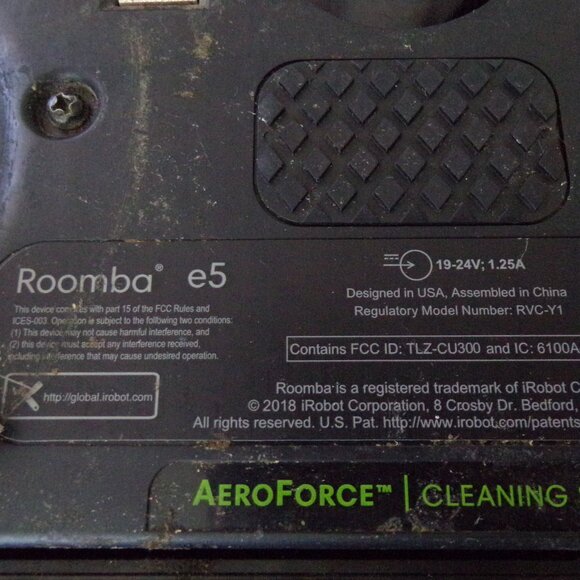 Roomba® e5
This device complies with part 15 of the FCC Rules and
ICES-003. Operation is subject to the following two conditions:
(1) This device may not cause harmful interference, and
(2) this device must accept any interference received,
including interference that may cause undesired operation.
http://global.irobot.com
19-24V; 1.25A
Designed in USA, Assembled in China
Regulatory Model Number: RVC-Y1
Contains FCC ID: TLZ-CU300 and IC: 6100A
Roomba is a registered trademark of iRobot C
© 2018 iRobot Corporation, 8 Crosby Dr. Bedford,
All rights reserved. U.S. Pat. http://www.irobot.com/patents
AEROFORCE™ | CLEANING